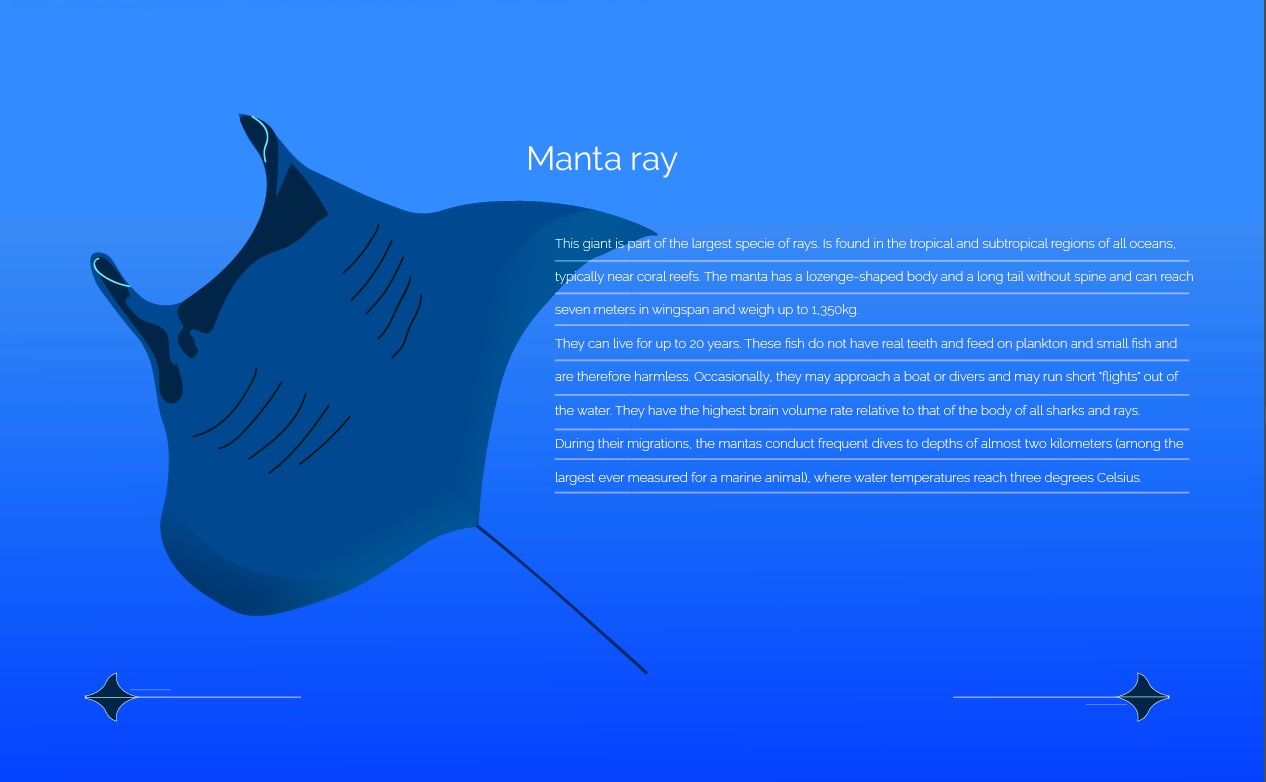 Manta ray
This giant is part of the largest specie of rays. Is found in the tropical and subtropical regions of all oceans,
typically near coral reefs. The manta has a lozenge-shaped body and a long tail without spine and can reach
seven meters in wingspan and weigh up to 1,350kg.
They can live for up to 20 years. These fish do not have real teeth and feed on plankton and small fish and
are therefore harmless. Occasionally, they may approach a boat or divers and may run short "flights" out of
the water. They have the highest brain volume rate relative to that of the body of all sharks and rays.
During their migrations, the mantas conduct frequent dives to depths of almost two kilometers (among the
largest ever measured for a marine animal), where water temperatures reach three degrees Celsius.